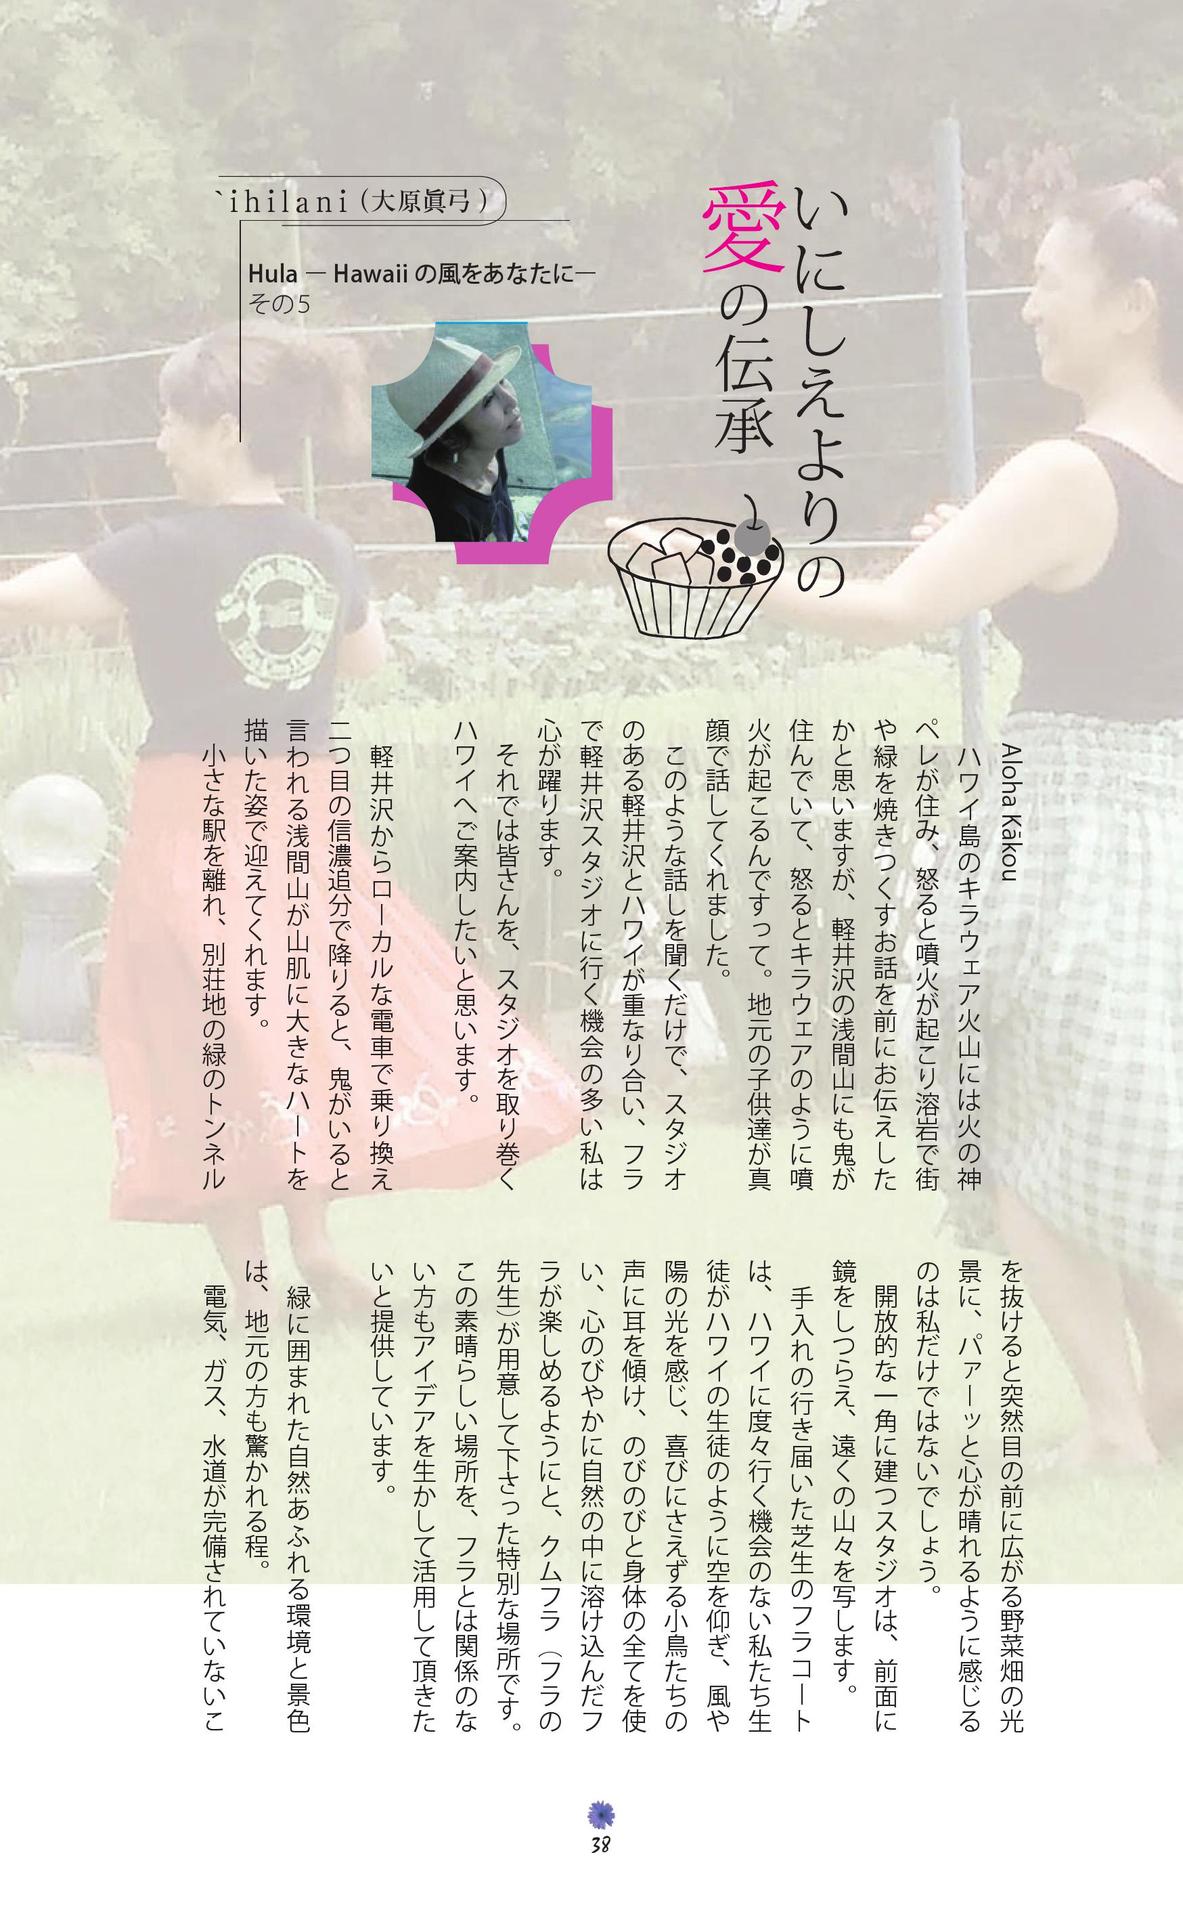 いにしえよりの
愛の伝承
`ihilani(大原眞弓)
Hula ― Hawaii の風をあなたに―
その5
Aloha Kākou
ハワイ島のキラウェア火山には火の神
ペレが住み、怒ると噴火が起こり溶岩で街
や緑を焼きつくすお話を前にお伝えした
かと思いますが、軽井沢の浅間山にも鬼が
住んでいて、怒るとキラウェアのように噴
火が起こるんですって。地元の子供達が真
顔で話してくれました。
このような話しを聞くだけで、スタジオ
のある軽井沢とハワイが重なり合い、フラ
で軽井沢スタジオに行く機会の多い私は
心が躍ります。
それでは皆さんを、スタジオを取り巻く
ハワイへご案内したいと思います。
軽井沢からローカルな電車で乗り換え
二つ目の信濃追分で降りると、鬼がいると
言われる浅間山が山肌に大きなハートを
描いた姿で迎えてくれます。
小さな駅を離れ、別荘地の緑のトンネル
を抜けると突然目の前に広がる野菜畑の光
景に、パァーッと心が晴れるように感じる
のは私だけではないでしょう。
開放的な一角に建つスタジオは、前面に
鏡をしつらえ、遠くの山々を写します。
手入れの行き届いた芝生のフラコート
は、ハワイに度々行く機会のない私たち生
徒がハワイの生徒のように空を仰ぎ、風や
陽の光を感じ、喜びにさえずる小鳥たちの
声に耳を傾け、のびのびと身体の全てを使
い、心のびやかに自然の中に溶け込んだフ
ラが楽しめるようにと、クムフラ(フラの
先生)が用意して下さった特別な場所です。
この素晴らしい場所を、フラとは関係のな
い方もアイデアを生かして活用して頂きた
いと提供しています。
緑に囲まれた自然あふれる環境と景色
は、地元の方も驚かれる程。
電気、ガス、水道が完備されていないこ
38